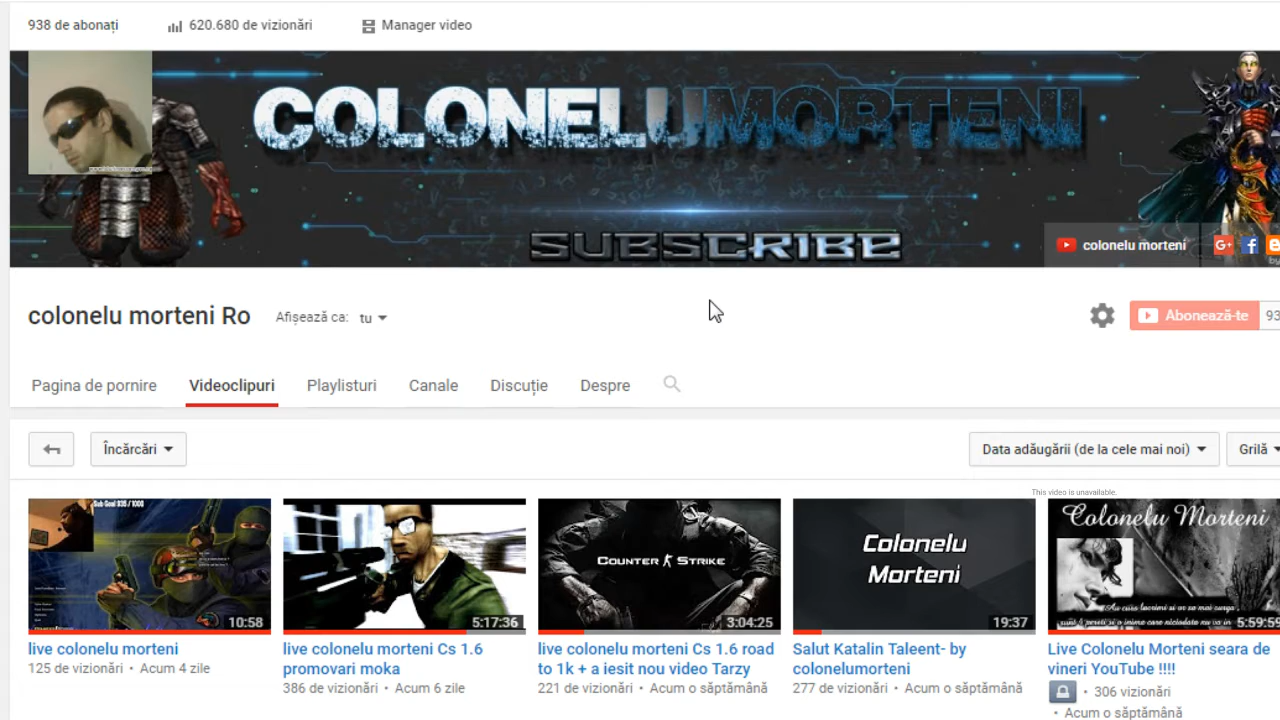 938 de abonați
620.680 de vizionări
Manager video
COLONELUMORTENI
SUBSCRIBE
colonelu morteni
G+ f
by
colonelu morteni Ro
Afișează ca: tu
Abonează-te
93
Pagina de pornire
Videoclipuri
Playlisturi
Canale
Discuție
Despre
Încărcări
Data adăugării (de la cele mai noi)
Grilă
This video is unavailable.
Sub Goal 935 / 1000
10:58
5:17:36
COUNTER STRIKE
3:04:25
Colonelu
Morteni
19:37
Colonelu Morteni
5:59:59
live colonelu morteni
125 de vizionări • Acum 4 zile
live colonelu morteni Cs 1.6
promovari moka
386 de vizionări • Acum 6 zile
live colonelu morteni Cs 1.6 road
to 1k + a iesit nou video Tarzy
221 de vizionări • Acum o săptămână
Salut Katalin Taleent- by
colonelumorteni
277 de vizionări • Acum o săptămână
Live Colonelu Morteni seara de
vineri YouTube !!!!
• 306 vizionări
• Acum o săptămână